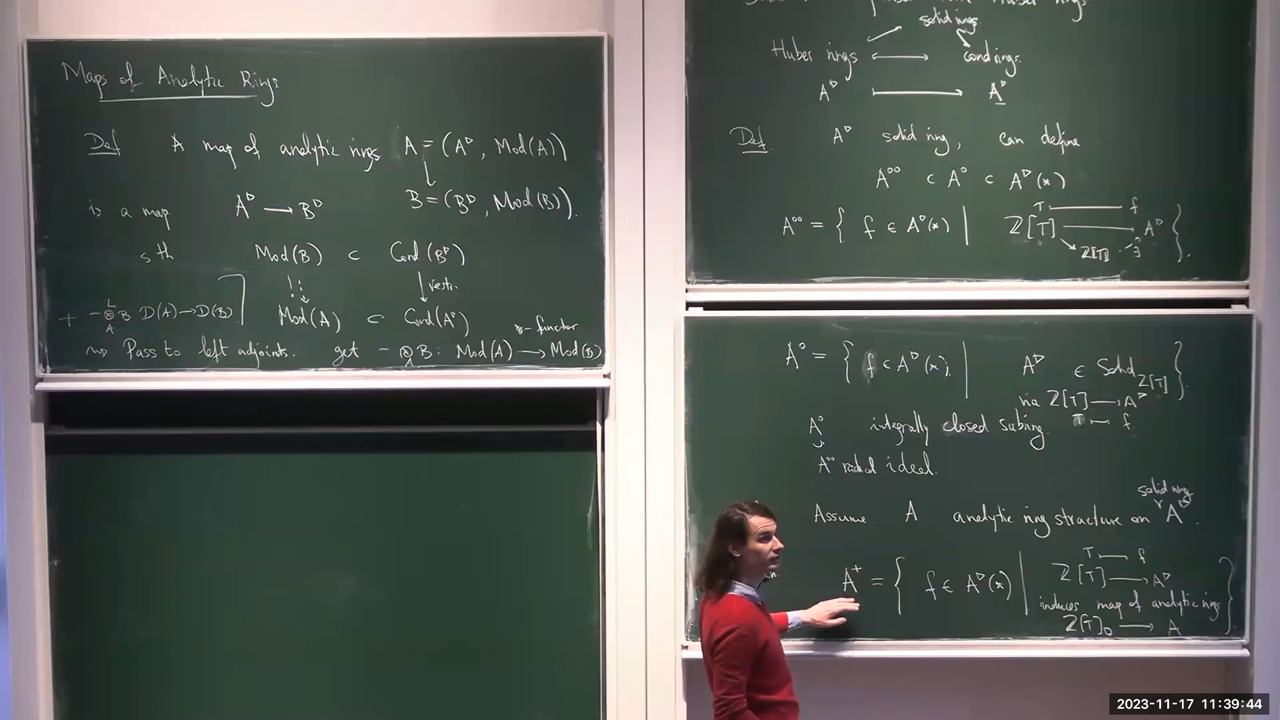 Maps of Analytic Rings
Def A map of analytic rings A = (A▷, Mod(A))
↓
B = (B▷, Mod(B)).
is a map A▷ → B▷
s.th Mod(B) ⊂ Cond(B▷)
↓ ↓ restr.
Mod(A) ⊂ Cond(A▷)
+ - ⊗^L_A B D(A) → D(B)
⊗-functor
⇝ Pass to left adjoints. get - ⊗_A B : Mod(A) → Mod(B)
Huber rings
solid rings
Huber rings ↔ cond rings.
A▷ ↦ A▷
Def A▷ solid ring, can define
A°° ⊂ A° ⊂ A▷(*)
A°° = { f ∈ A▷(*) | T ↦ f
Z[T] → A▷ }.
Z[[T]] ∃
A° = { f ∈ A▷(*), | A▷ ∈ Solid_Z[T] }
via Z[T] → A▷
T ↦ f
A° integrally closed subring.
∪
A°° radical ideal.
solid ring
Assume A analytic ring structure on A▷.
A⁺ = { f ∈ A▷(*) | T ↦ f
Z[T] → A▷
induces map of analytic rings
Z[T]□ → A }
2023-11-17 11:39:44